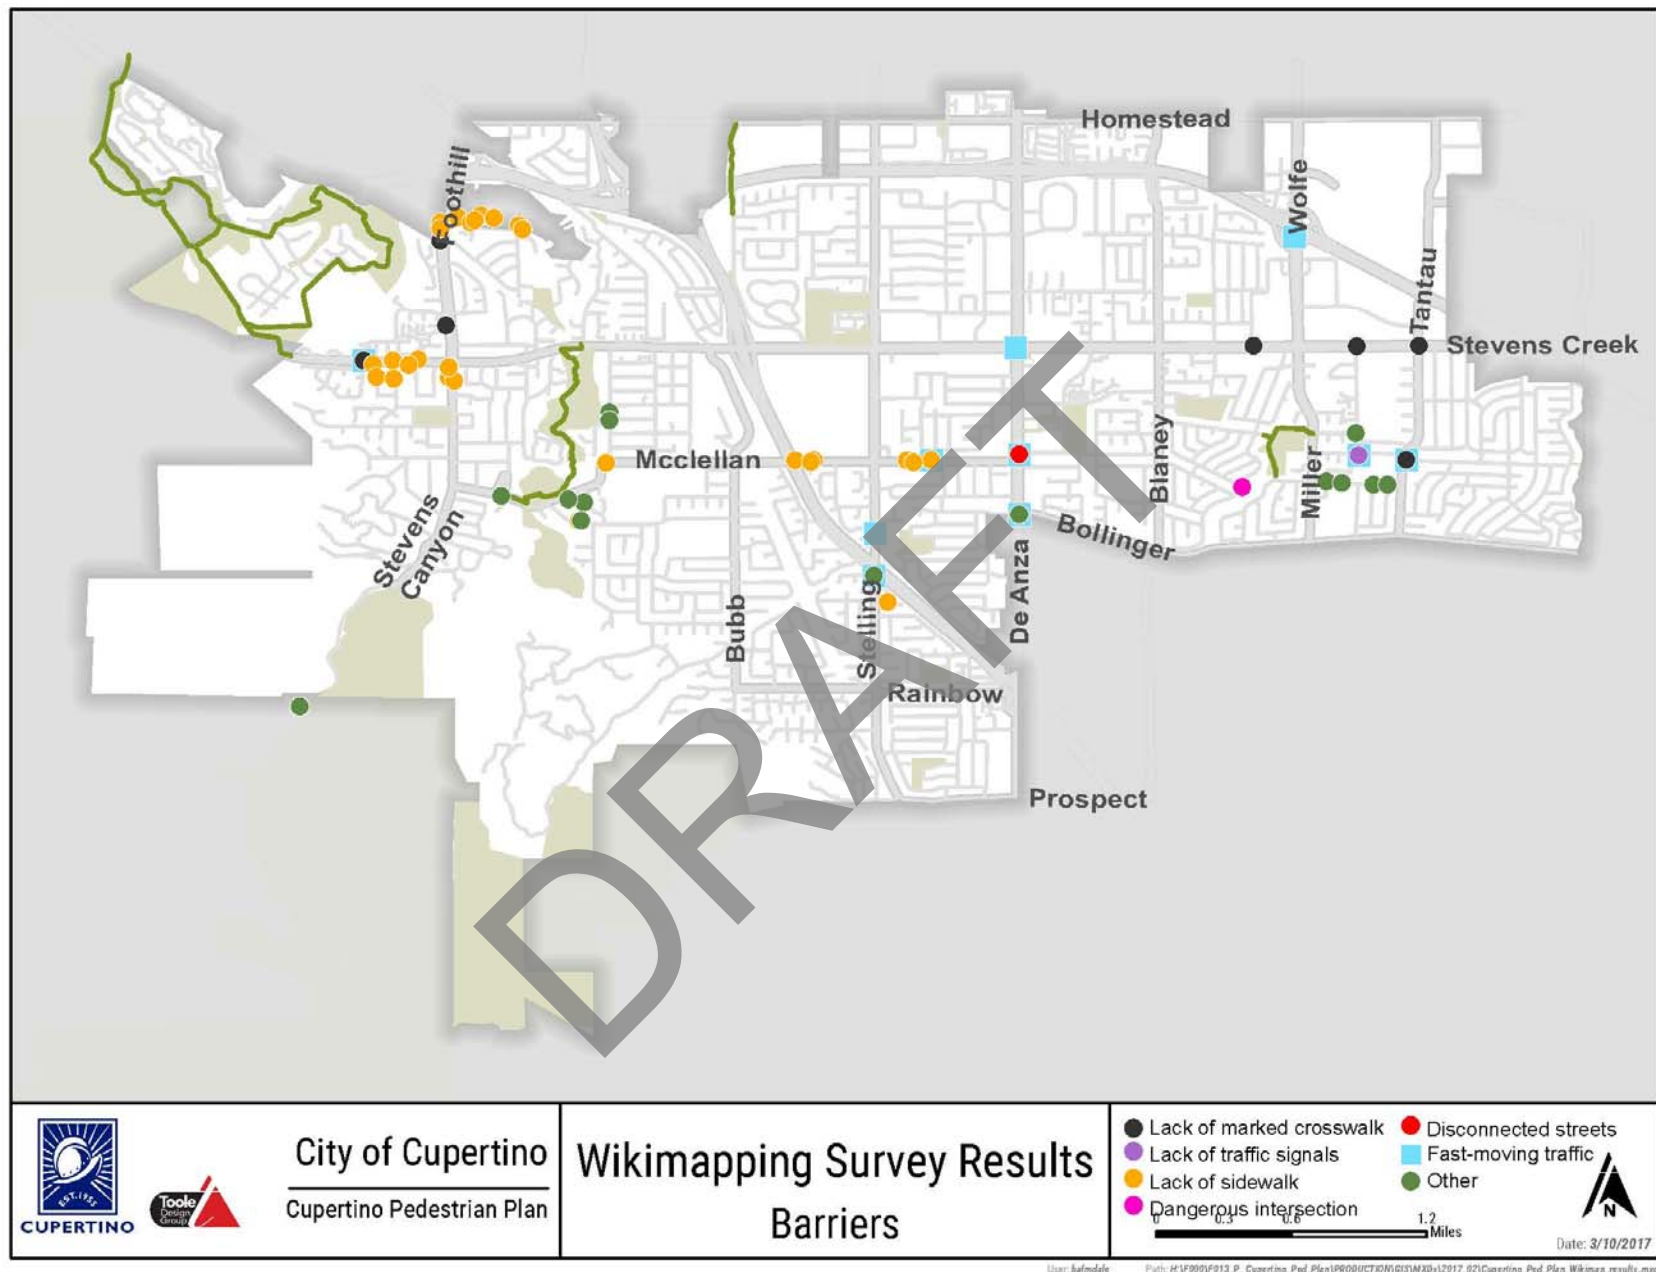 Homestead
Foothill
Wolfe
Tantau
Stevens Creek
Mcclellan
Blaney
Miller
Stevens
Canyon
Bollinger
De Anza
Bubb
Stelling
Rainbow
Prospect
DRAFT
EST. 1955
CUPERTINO
Toole
Design
Group
City of Cupertino
Cupertino Pedestrian Plan
Wikimapping Survey Results
Barriers
Lack of marked crosswalk
Lack of traffic signals
Lack of sidewalk
Dangerous intersection
Disconnected streets
Fast-moving traffic
Other
0 0.3 0.6 1.2
Miles
N
Date: 3/10/2017